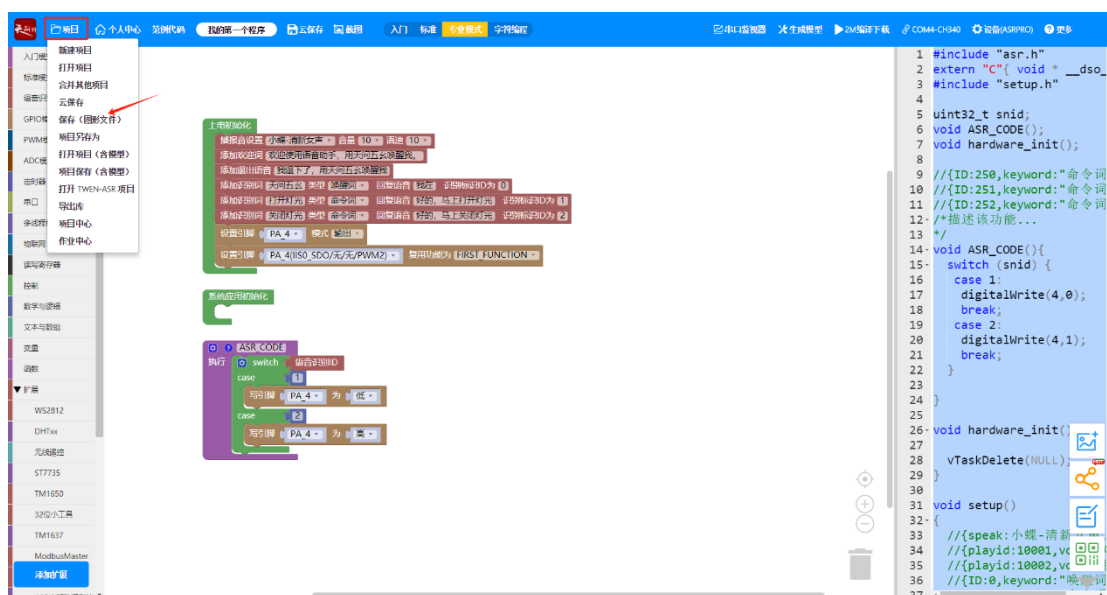 天问 项目 个人中心 范例代码 我的第一个程序 云保存 截图 入门 标准 专业模式 字符编程 串口监视器 生成模型 2M编译下载 COM4-CH340 设备(ASRPRO) 更多
新建项目
打开项目
合并其他项目
云保存
保存（图形文件）
项目另存为
打开项目（含模型）
项目保存（含模型）
打开 TWEN-ASR 项目
导出库
项目中心
作业中心
入门模
标准模
语音识
GPIO模
PWM模
ADC模
定时器
串口
多线程
物联网
读写寄存器
控制
数学与逻辑
文本与数组
变量
函数
扩展
WS2812
DHTxx
无线遥控
ST7735
TM1650
32位小工具
TM1637
ModbusMaster
添加扩展
上电初始化
播报音设置 小蝶-清新女声 音量 10 语速 10
添加欢迎词 欢迎使用语音助手，用天问五幺唤醒我。
添加退出语音 我退下了，用天问五幺唤醒我
添加识别词 天问五幺 类型 唤醒词 回复语音 我在 识别标识ID为 0
添加识别词 打开灯光 类型 命令词 回复语音 好的，马上打开灯光 识别标识ID为 1
添加识别词 关闭灯光 类型 命令词 回复语音 好的，马上关闭灯光 识别标识ID为 2
设置引脚 PA_4 模式 输出
设置引脚 PA_4(IIS0_SDO/无/无/PWM2) 复用功能为 FIRST_FUNCTION
系统应用初始化
ASR_CODE
执行 switch 语音识别ID
case 1
写引脚 PA_4 为 低
case 2
写引脚 PA_4 为 高
1 #include "asr.h"
2 extern "C"{ void * __dso_
3 #include "setup.h"
4
5 uint32_t snid;
6 void ASR_CODE();
7 void hardware_init();
8
9 //{ID:250,keyword:"命令词
10 //{ID:251,keyword:"命令词
11 //{ID:252,keyword:"命令词
12 /*描述该功能...
13 */
14 void ASR_CODE(){
15 switch (snid) {
16 case 1:
17 digitalWrite(4,0);
18 break;
19 case 2:
20 digitalWrite(4,1);
21 break;
22 }
23
24 }
25
26 void hardware_init()
27
28 vTaskDelete(NULL);
29 }
30
31 void setup()
32 {
33 //{speak:小蝶-清新
34 //{playid:10001,vo
35 //{playid:10002,vo
36 //{ID:0,keyword:"唤醒词
37